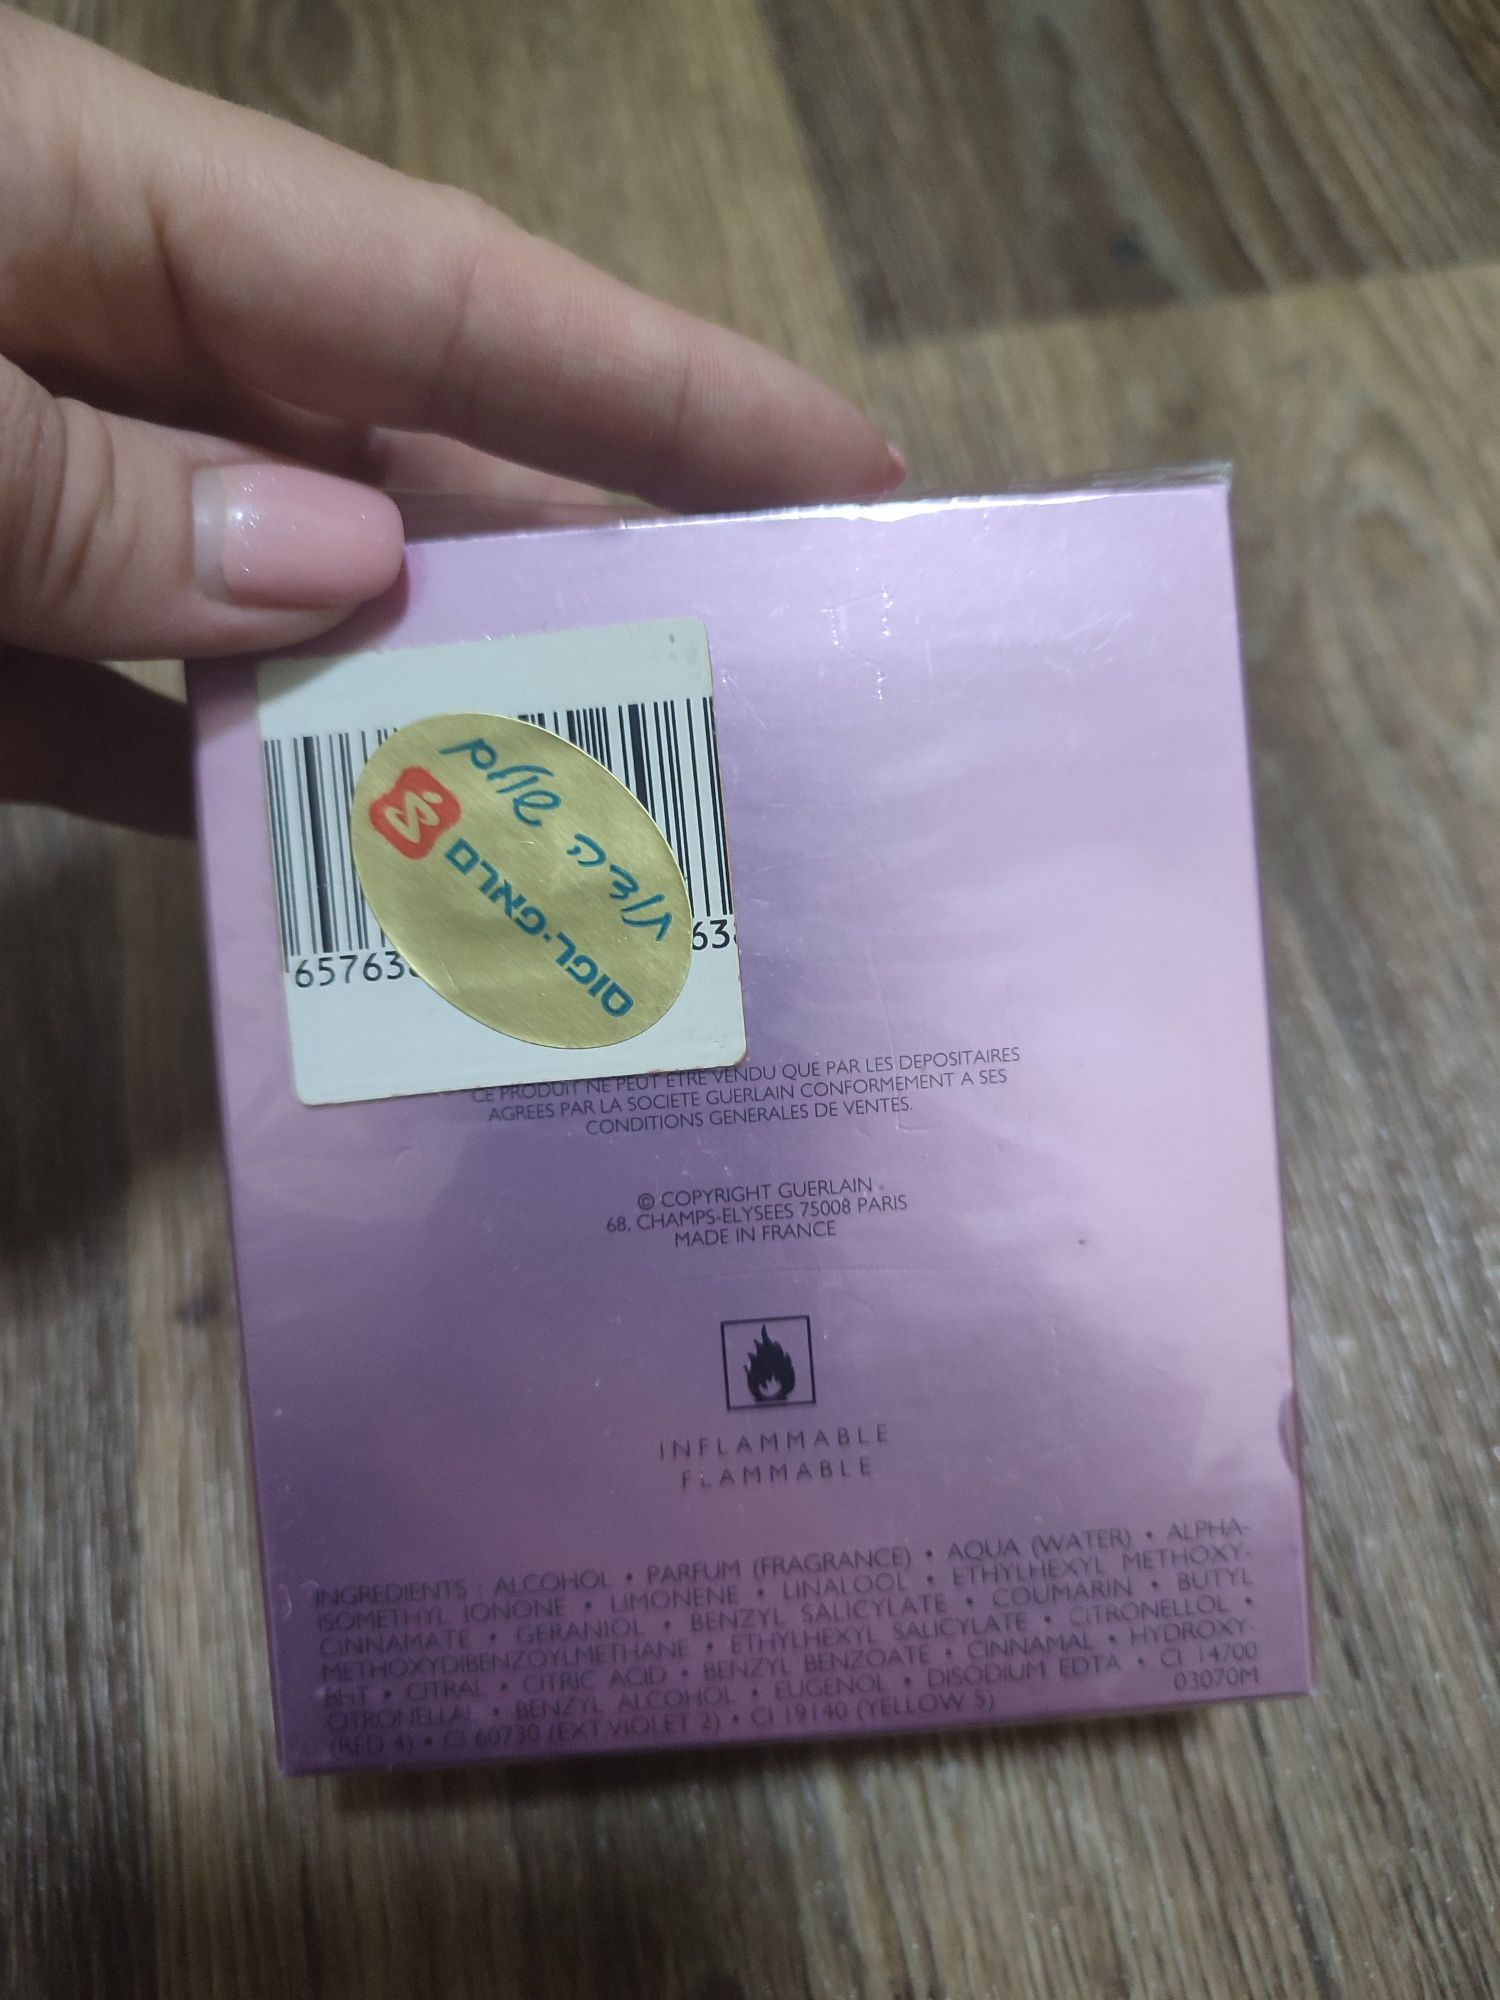 סופר-פארם
65763
63
CE PRODUIT NE PEUT ETRE VENDU QUE PAR LES DEPOSITAIRES
AGREES PAR LA SOCIETE GUERLAIN CONFORMEMENT A SES
CONDITIONS GENERALES DE VENTES.
© COPYRIGHT GUERLAIN
68, CHAMPS-ELYSEES 75008 PARIS
MADE IN FRANCE
INFLAMMABLE
FLAMMABLE
INGREDIENTS : ALCOHOL • PARFUM (FRAGRANCE) • AQUA (WATER) • ALPHA-
ISOMETHYL IONONE • LIMONENE • LINALOOL • ETHYLHEXYL METHOXY-
CINNAMATE • GERANIOL • BENZYL SALICYLATE • COUMARIN • BUTYL
METHOXYDIBENZOYLMETHANE • ETHYLHEXYL SALICYLATE • CITRONELLOL •
BHT • CITRAL • CITRIC ACID • BENZYL BENZOATE • CINNAMAL • HYDROXY-
CITRONELLAL • BENZYL ALCOHOL • EUGENOL • DISODIUM EDTA • CI 14700
(RED 4) • CI 60730 (EXT VIOLET 2) • CI 19140 (YELLOW 5)
03070M